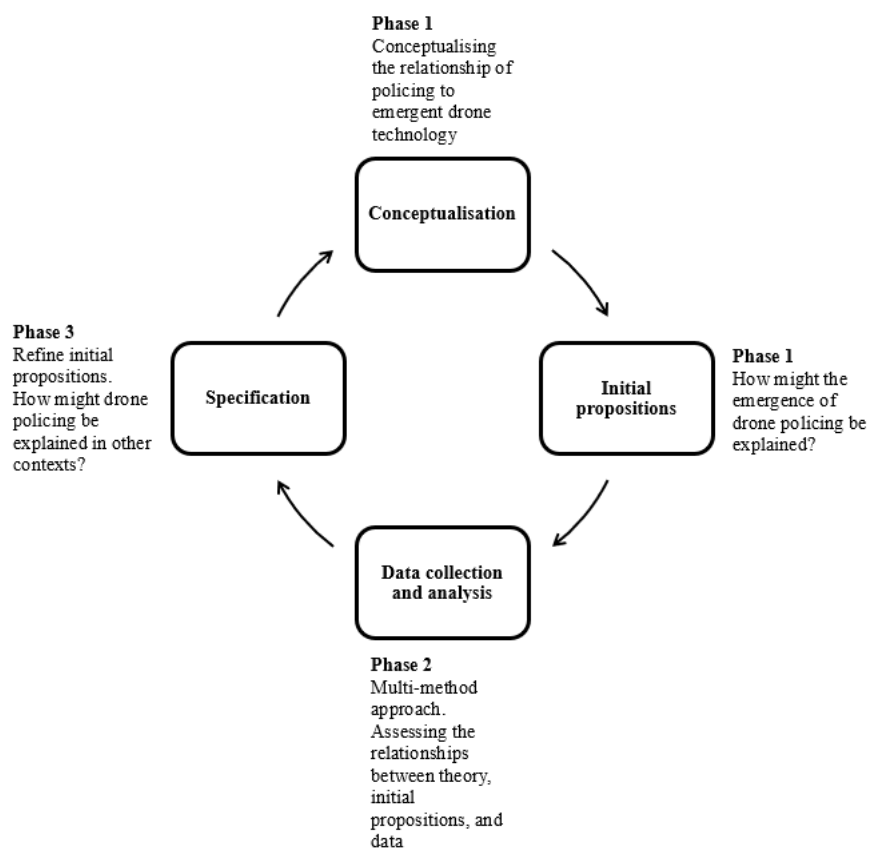 Phase 1
Conceptualising
the relationship of
policing to
emergent drone
technology
Conceptualisation
Phase 3
Refine initial
propositions.
How might drone
policing be
explained in other
contexts?
Specification
Initial
propositions
Phase 1
How might the
emergence of
drone policing be
explained?
Data collection
and analysis
Phase 2
Multi-method
approach.
Assessing the
relationships
between theory,
initial
propositions, and
data